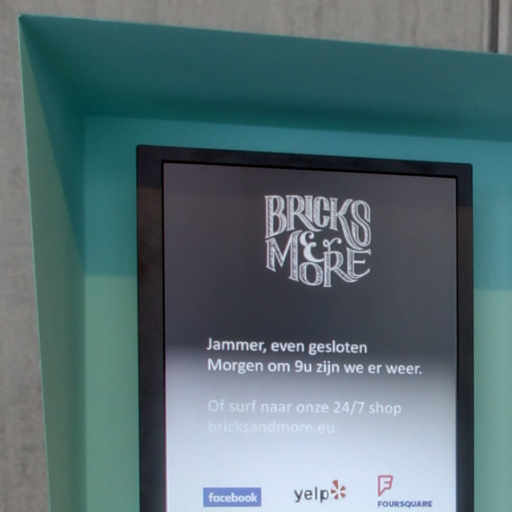 BRICKS
&
MORE
Jammer, even gesloten
Morgen om 9u zijn we er weer.
Of surf naar onze 24/7 shop
bricksandmore.eu
facebook
yelp
FOURSQUARE